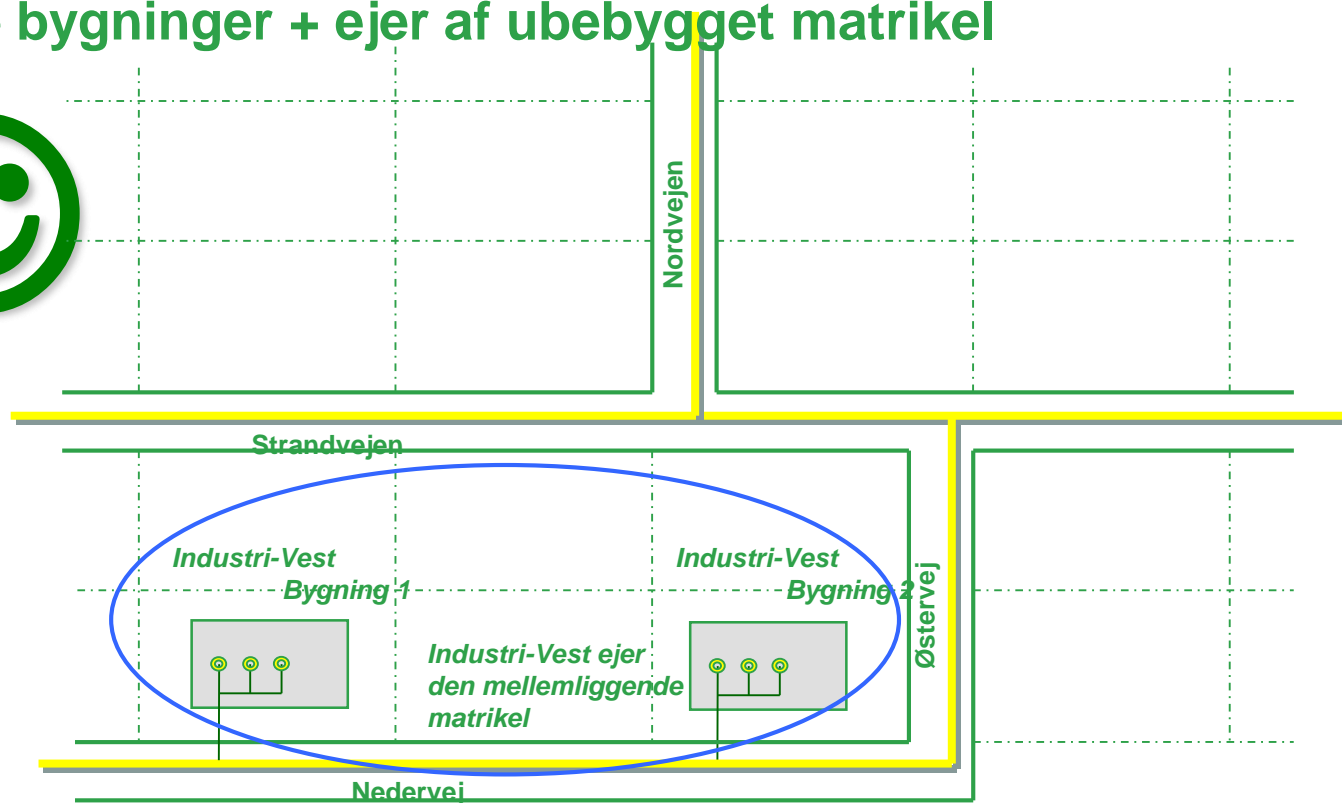 bygninger + ejer af ubebygget matrikel
Nordvejen
Strandvejen
Industri-Vest
Bygning 1
Industri-Vest
Bygning 2
Østervej
Industri-Vest ejer
den mellemliggende
matrikel
Nedervej